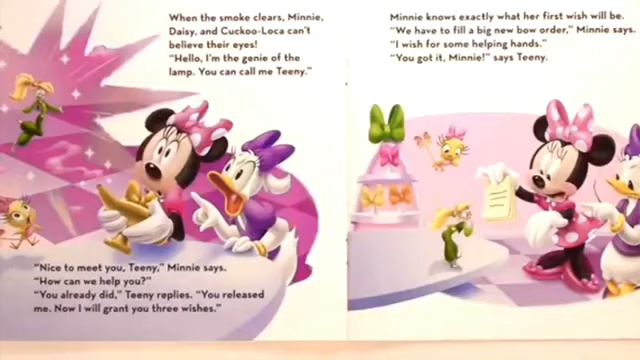 When the smoke clears, Minnie,
Daisy, and Cuckoo-Loca can't
believe their eyes!
"Hello, I'm the genie of the
lamp. You can call me Teeny."
"Nice to meet you, Teeny," Minnie says.
"How can we help you?"
"You already did," Teeny replies. "You released
me. Now I will grant you three wishes."
Minnie knows exactly what her first wish will be.
"We have to fill a big new bow order," Minnie says.
"I wish for some helping hands."
"You got it, Minnie!" says Teeny.